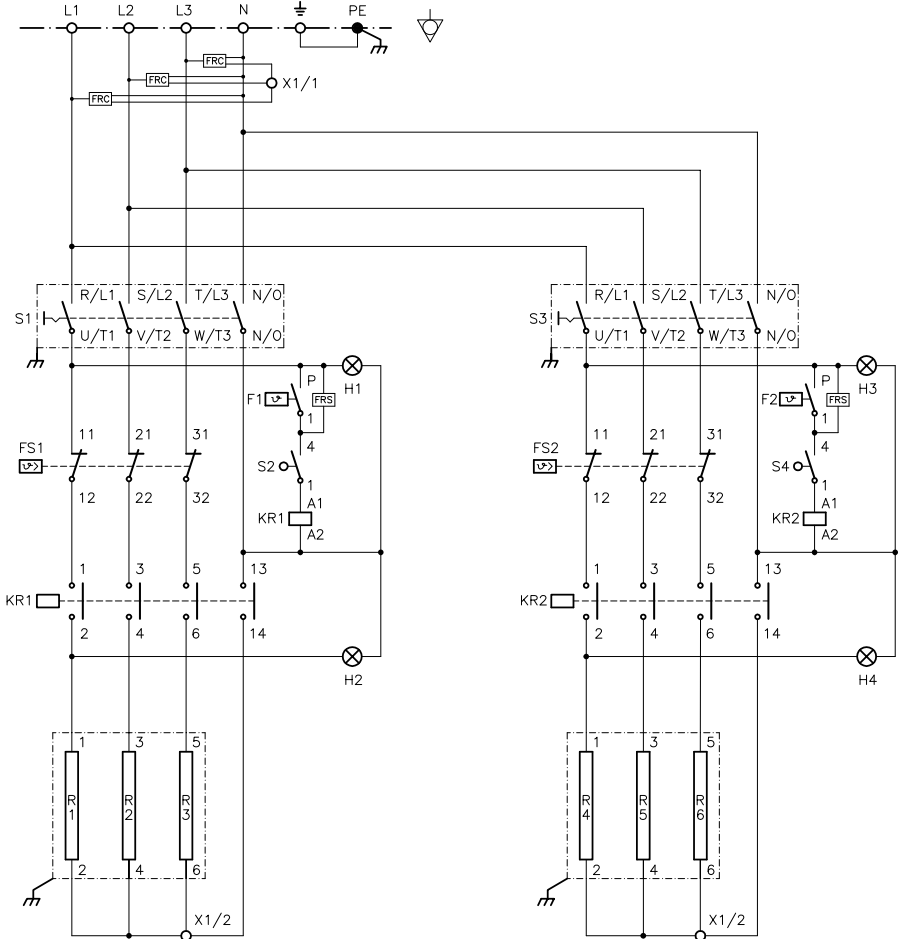 L1 L2 L3 N PE
FRC
FRC X1/1
FRC
R/L1 S/L2 T/L3 N/0 R/L1 S/L2 T/L3 N/0
S1 S3
U/T1 V/T2 W/T3 N/0 U/T1 V/T2 W/T3 N/0
P H1 P H3
F1 FRS F2 FRS
1 1
11 21 31 4 11 21 31 4
FS1 S2 FS2 S4
12 22 32 1 12 22 32 1
A1 A1
KR1 KR2
A2 A2
1 3 5 13 1 3 5 13
KR1 KR2
2 4 6 14 2 4 6 14
H2 H4
1 3 5 1 3 5
R1 R2 R3 R4 R5 R6
2 4 6 2 4 6
X1/2 X1/2